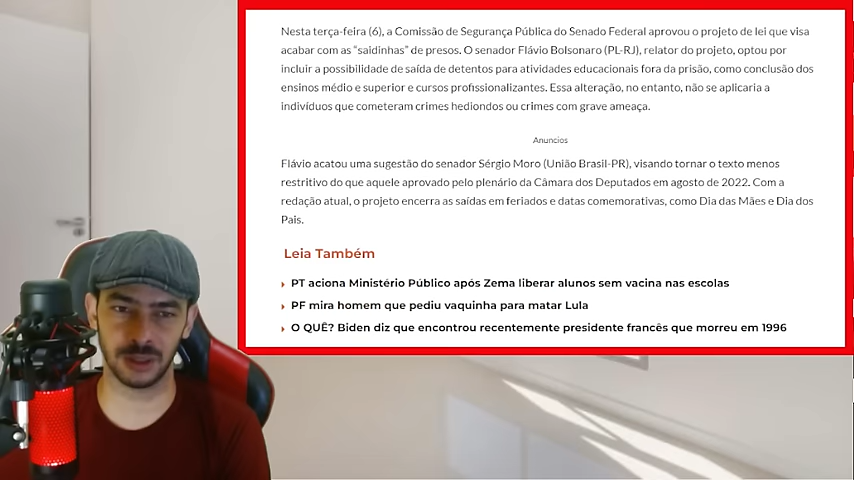 Nesta terça-feira (6), a Comissão de Segurança Pública do Senado Federal aprovou o projeto de lei que visa
acabar com as “saidinhas” de presos. O senador Flávio Bolsonaro (PL-RJ), relator do projeto, optou por
incluir a possibilidade de saída de detentos para atividades educacionais fora da prisão, como conclusão dos
ensinos médio e superior e cursos profissionalizantes. Essa alteração, no entanto, não se aplicaria a
indivíduos que cometeram crimes hediondos ou crimes com grave ameaça.
Anuncios
Flávio acatou uma sugestão do senador Sérgio Moro (União Brasil-PR), visando tornar o texto menos
restritivo do que aquele aprovado pelo plenário da Câmara dos Deputados em agosto de 2022. Com a
redação atual, o projeto encerra as saídas em feriados e datas comemorativas, como Dia das Mães e Dia dos
Pais.
Leia Também
PT aciona Ministério Público após Zema liberar alunos sem vacina nas escolas
PF mira homem que pediu vaquinha para matar Lula
O QUÊ? Biden diz que encontrou recentemente presidente francês que morreu em 1996